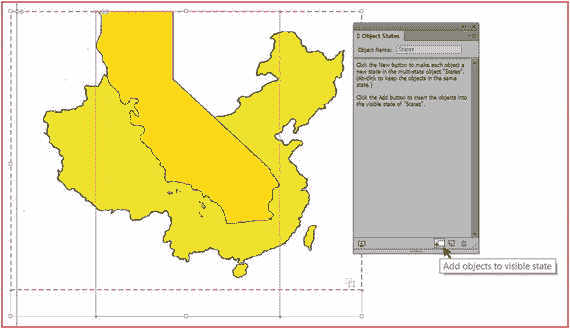 Object States
Object Name: States
Click the New button to make each object a
new state in the multi-state object "States".
(Alt-click to keep the objects in the same
state.)
Click the Add button to insert the objects into
the visible state of "States".
Add objects to visible state